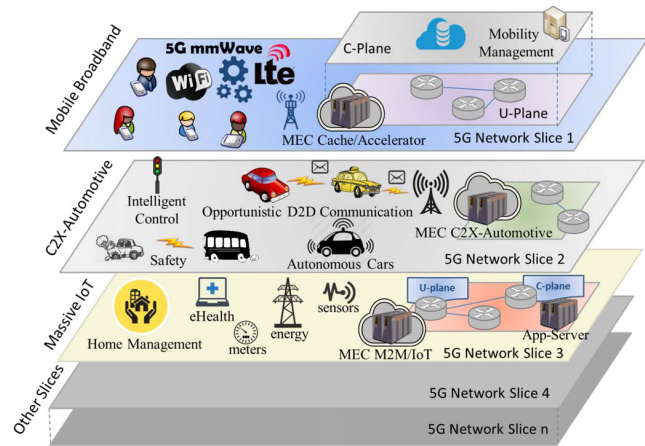 Mobile Broadband
5G mmWave
WiFi
Lte
C-Plane
Mobility
Management
U-Plane
MEC Cache/Accelerator
5G Network Slice 1
C2X-Automotive
Intelligent
Control
Opportunistic D2D Communication
MEC C2X-Automotive
Safety
Autonomous Cars
5G Network Slice 2
Massive IoT
eHealth
sensors
U-plane
C-plane
Home Management
meters
energy
App-Server
MEC M2M/IoT
5G Network Slice 3
Other Slices
5G Network Slice 4
5G Network Slice n